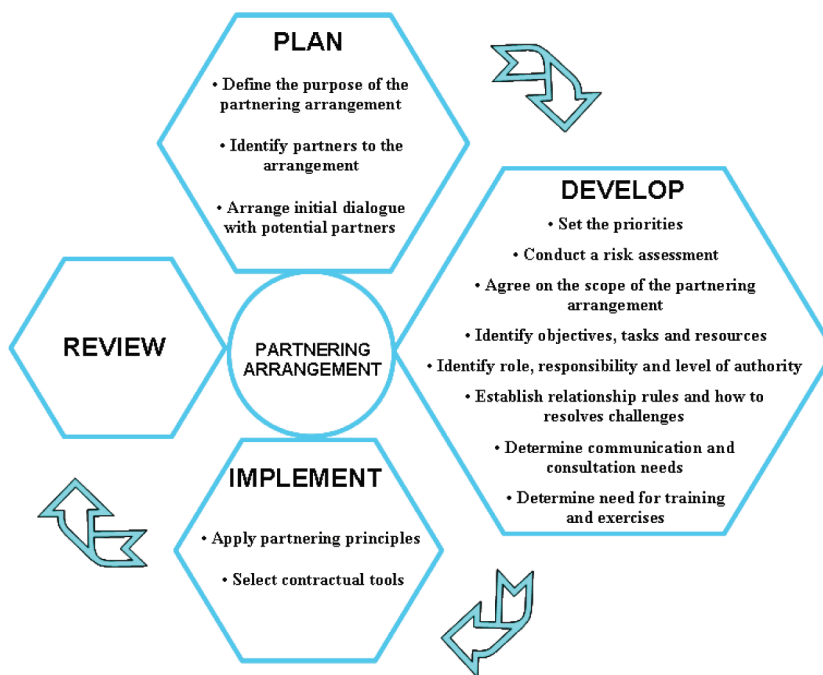 PLAN
• Define the purpose of the
partnering arrangement
• Identify partners to the
arrangement
• Arrange initial dialogue
with potential partners
DEVELOP
• Set the priorities
• Conduct a risk assessment
• Agree on the scope of the partnering
arrangement
• Identify objectives, tasks and resources
• Identify role, responsibility and level of authority
• Establish relationship rules and how to
resolves challenges
• Determine communication and
consultation needs
• Determine need for training
and exercises
IMPLEMENT
• Apply partnering principles
• Select contractual tools
REVIEW
PARTNERING
ARRANGEMENT